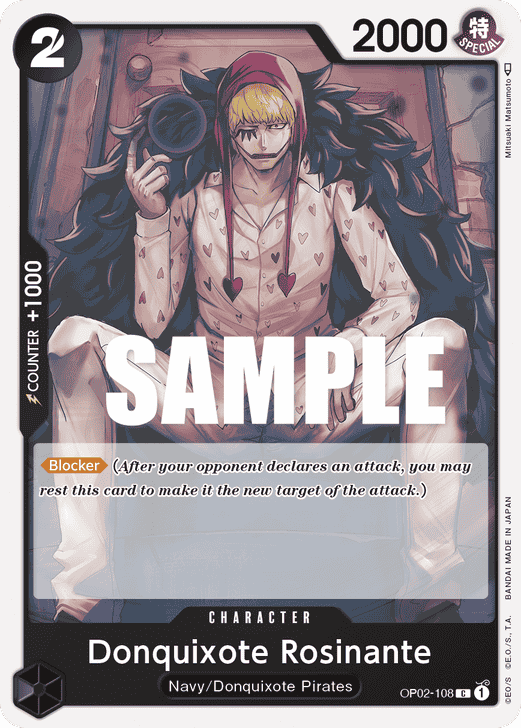 2
2000
特
SPECIAL
Mitsuaki Matsumoto
COUNTER +1000
SAMPLE
Blocker (After your opponent declares an attack, you may
rest this card to make it the new target of the attack.)
CHARACTER
Donquixote Rosinante
Navy/Donquixote Pirates
OP02-108 C 1
©EO/S ©E.O./S., T.A. BANDAI MADE IN JAPAN